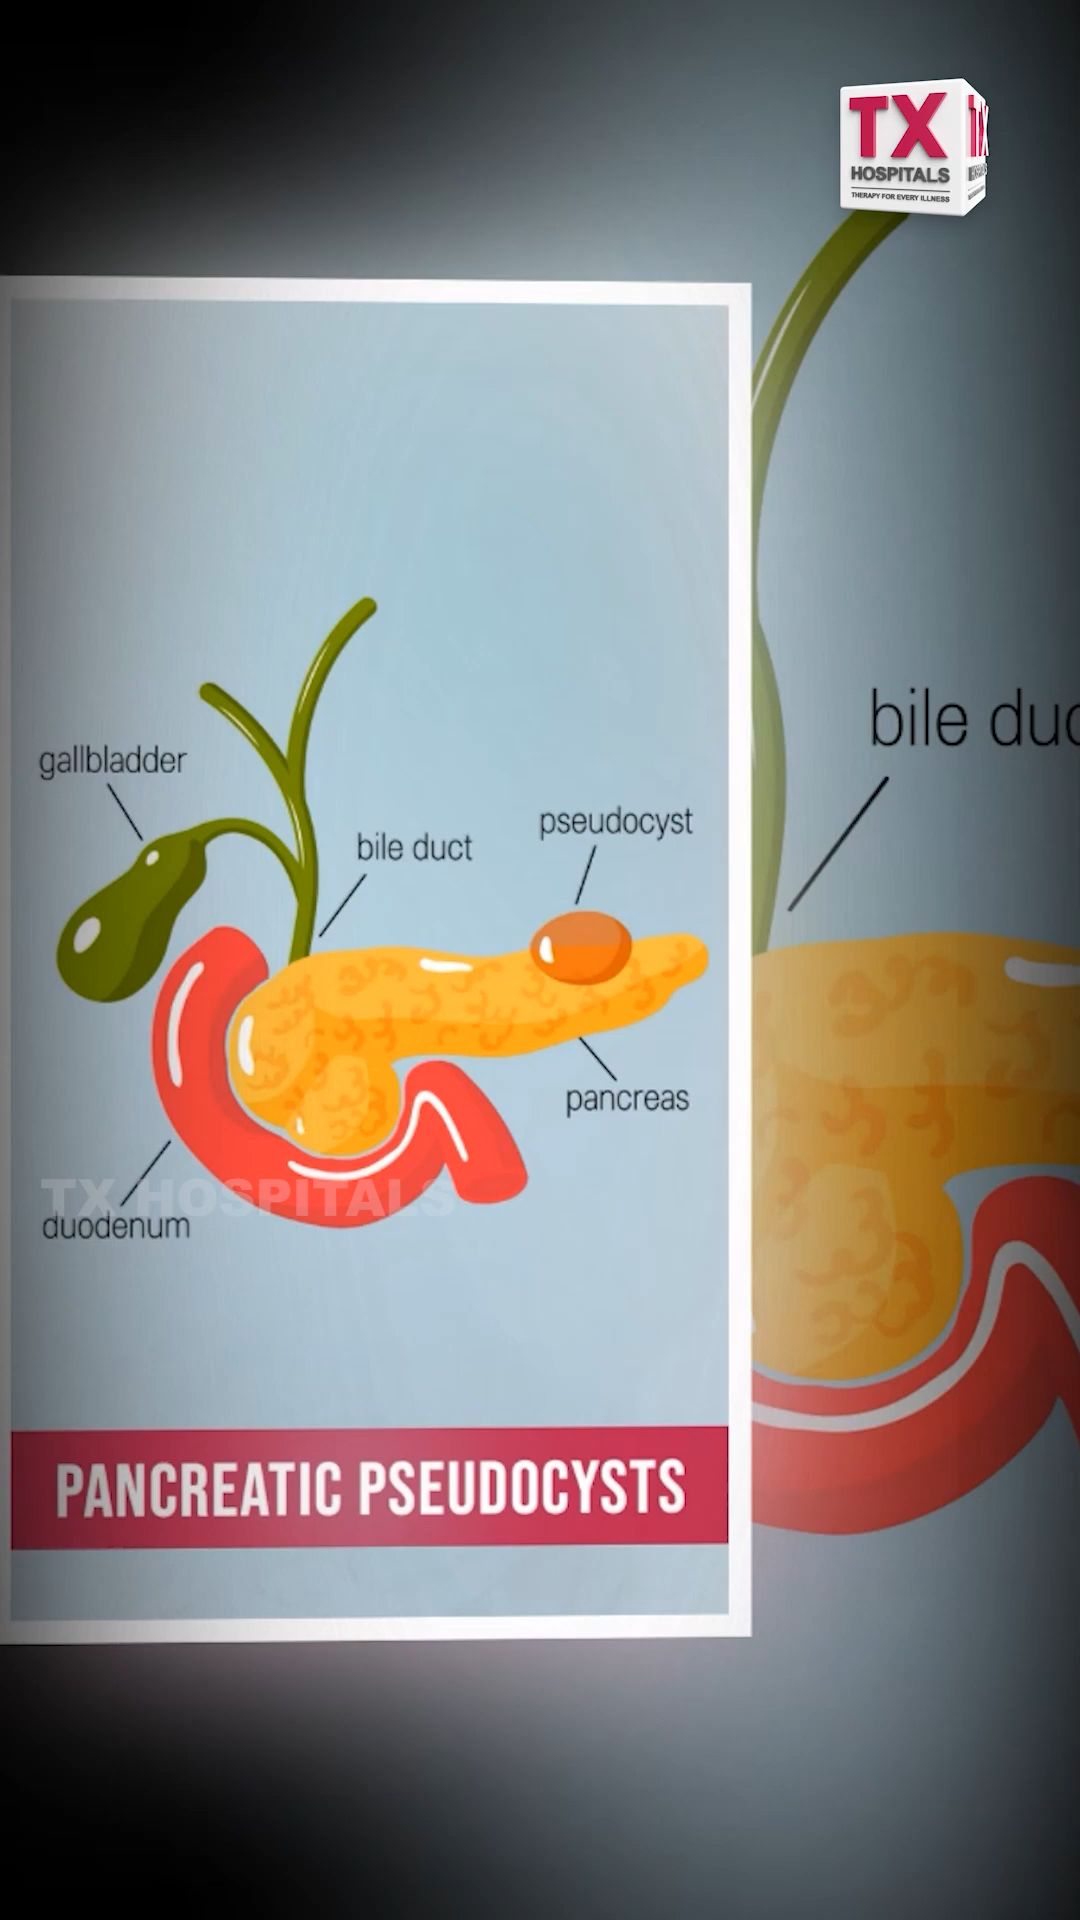 TX
HOSPITALS
THERAPY FOR EVERY ILLNESS
bile duc
gallbladder
bile duct
pseudocyst
pancreas
duodenum
TX HOSPITALS
PANCREATIC PSEUDOCYSTS